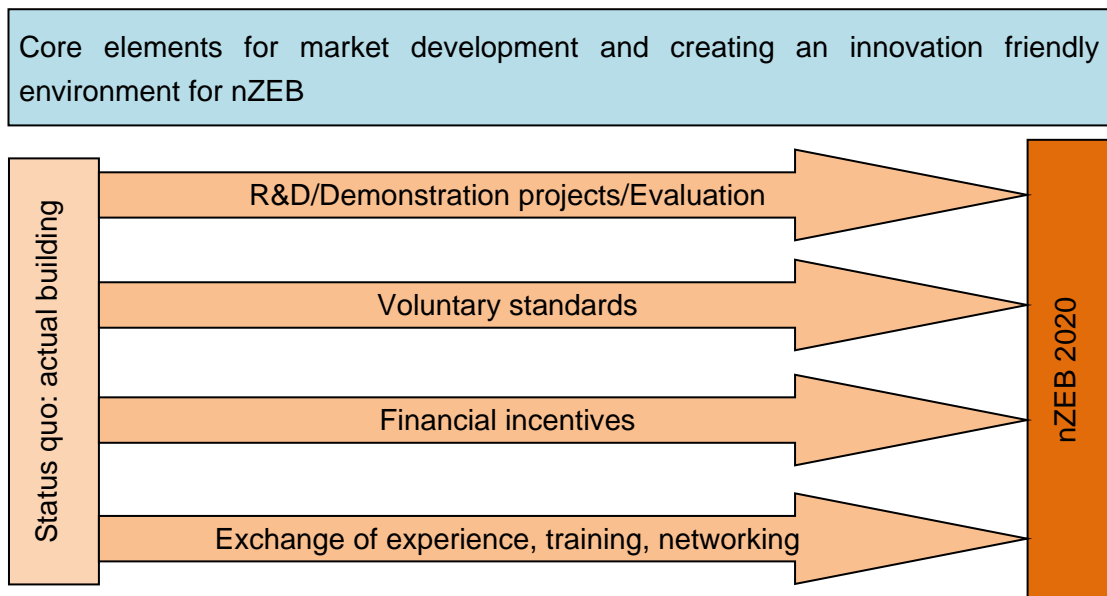 Core elements for market development and creating an innovation friendly
environment for nZEB
Status quo: actual building
R&D/Demonstration projects/Evaluation
Voluntary standards
Financial incentives
Exchange of experience, training, networking
nZEB 2020